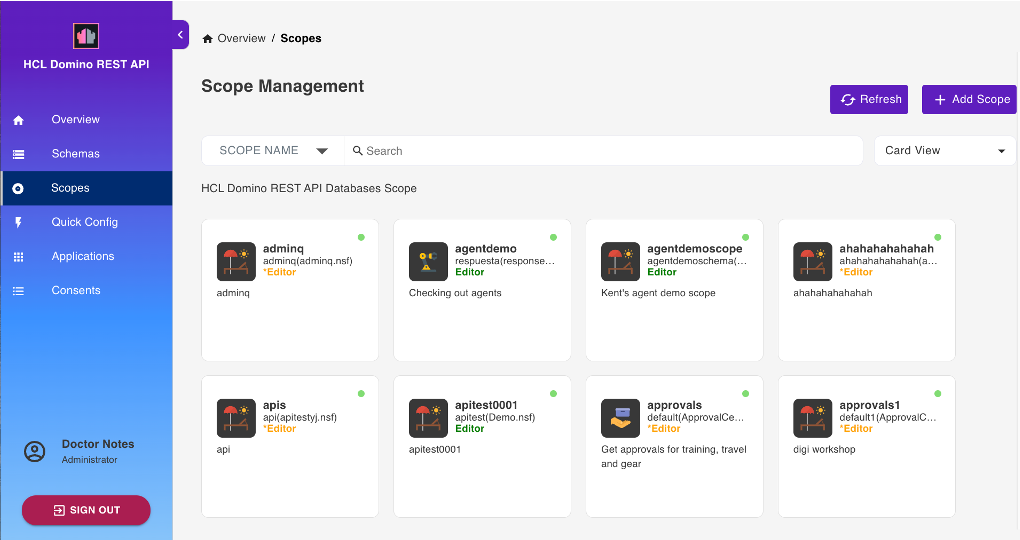 HCL Domino REST API
Overview
Schemas
Scopes
Quick Config
Applications
Consents
Doctor Notes
Administrator
SIGN OUT
Overview / Scopes
Scope Management
Refresh
Add Scope
SCOPE NAME
Search
Card View
HCL Domino REST API Databases Scope
adminq
adminq(adminq.nsf)
*Editor
adminq
agentdemo
respuesta(response...
Editor
Checking out agents
agentdemoscope
agentdemoschema(...
Editor
Kent's agent demo scope
ahahahahahahah
ahahahahahahah(a...
*Editor
ahahahahahahah
apis
api(apitestyj.nsf)
*Editor
api
apitest0001
apitest(Demo.nsf)
Editor
apitest0001
approvals
default(ApprovalCe...
*Editor
Get approvals for training, travel
and gear
approvals1
default1(ApprovalC...
*Editor
digi workshop